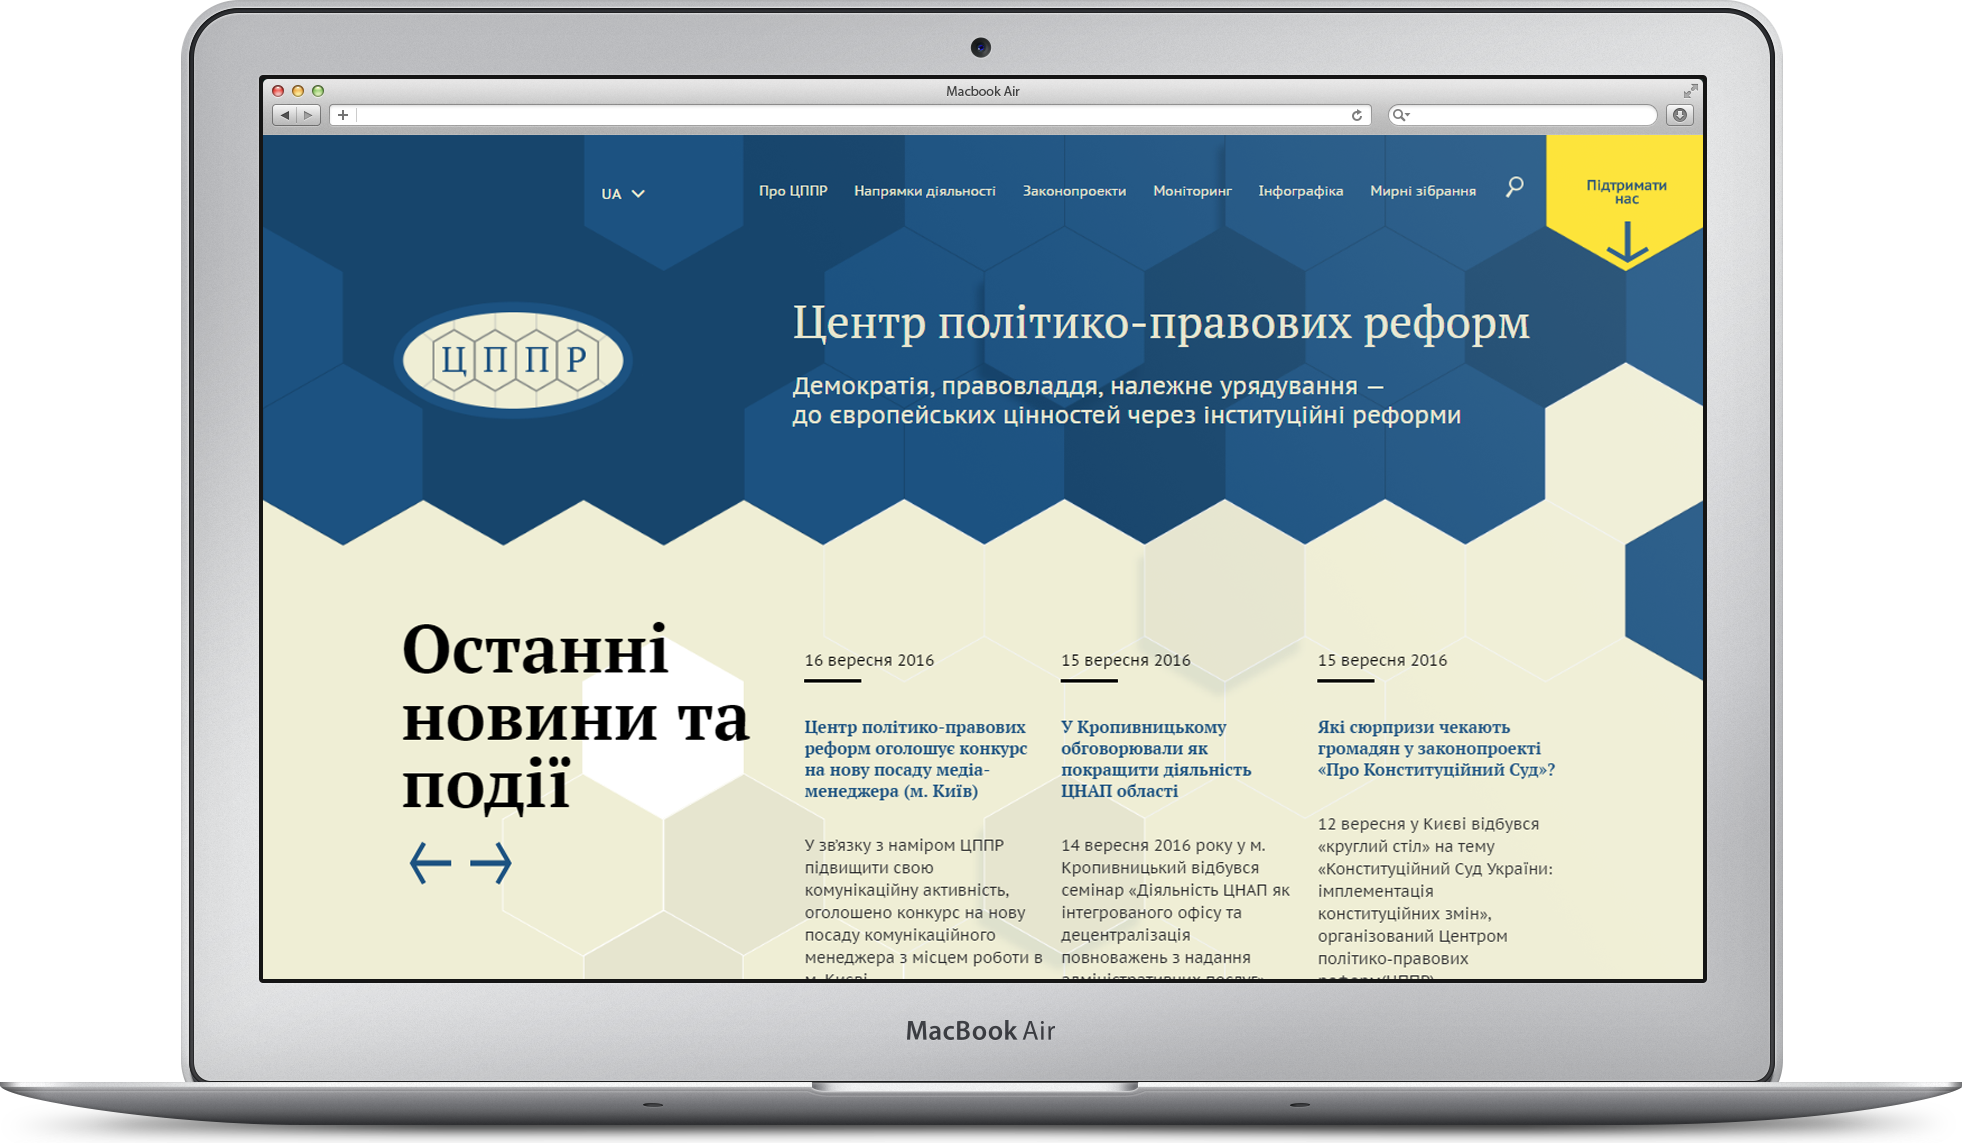 Macbook Air
UA
Про ЦППР Напрямки діяльності Законопроекти Моніторинг Інфографіка Мирні зібрання
Підтримати
нас
ЦППР
Центр політико-правових реформ
Демократія, правовладдя, належне урядування —
до європейських цінностей через інституційні реформи
Останні
новини та
події
16 вересня 2016
Центр політико-правових
реформ оголошує конкурс
на нову посаду медіа-
менеджера (м. Київ)
У зв’язку з наміром ЦППР
підвищити свою
комунікаційну активність,
оголошено конкурс на нову
посаду комунікаційного
менеджера з місцем роботи в
м. Києві
15 вересня 2016
У Кропивницькому
обговорювали як
покращити діяльність
ЦНАП області
14 вересня 2016 року у м.
Кропивницький відбувся
семінар «Діяльність ЦНАП як
інтегрованого офісу та
децентралізація
повноважень з надання
адміністративних послуг»
15 вересня 2016
Які сюрпризи чекають
громадян у законопроекті
«Про Конституційний Суд»?
12 вересня у Києві відбувся
«круглий стіл» на тему
«Конституційний Суд України:
імплементація
конституційних змін»,
організований Центром
політико-правових
реформ(ЦППР)
MacBook Air